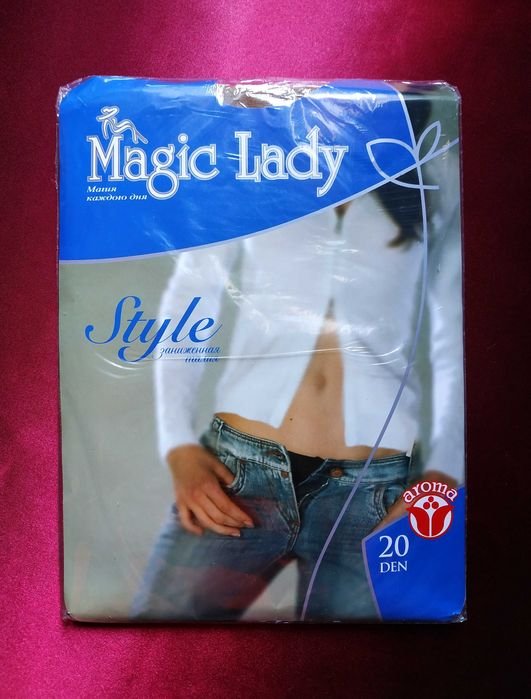 Magic Lady
Магия
каждого дня
Style
заниженная
талия
aroma
20
DEN